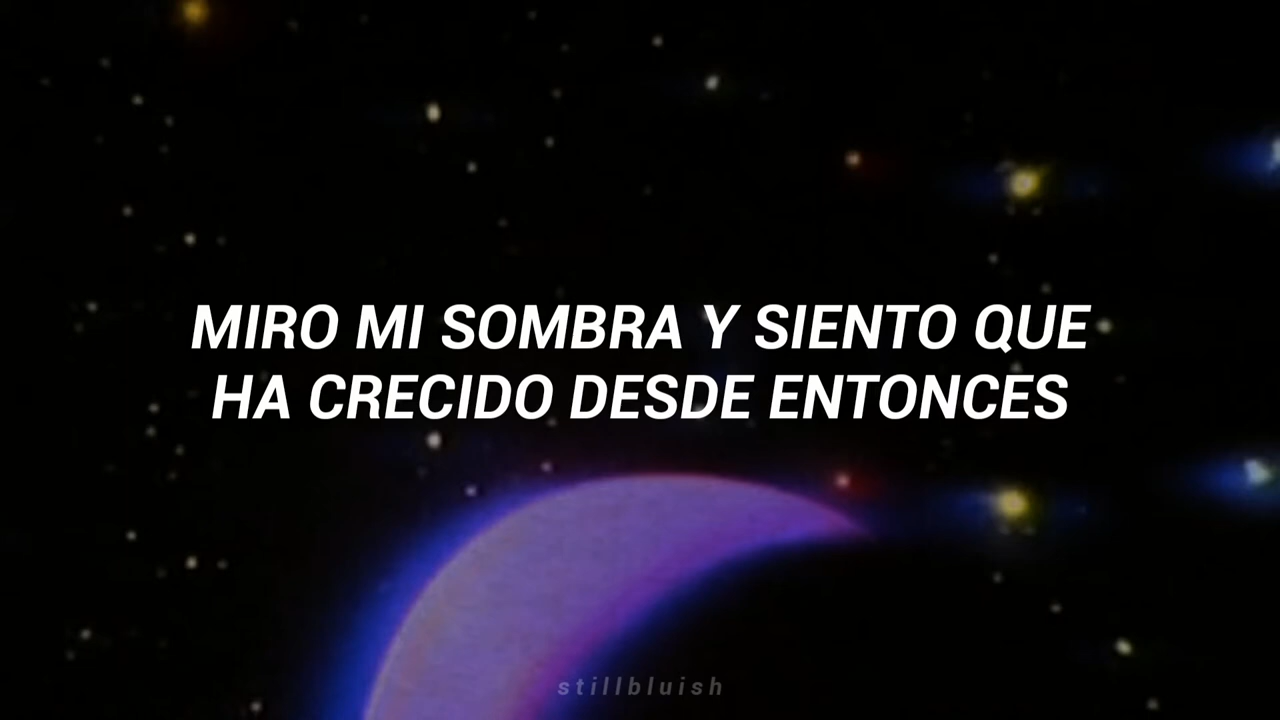 MIRO MI SOMBRA Y SIENTO QUE
HA CRECIDO DESDE ENTONCES
stillbluish